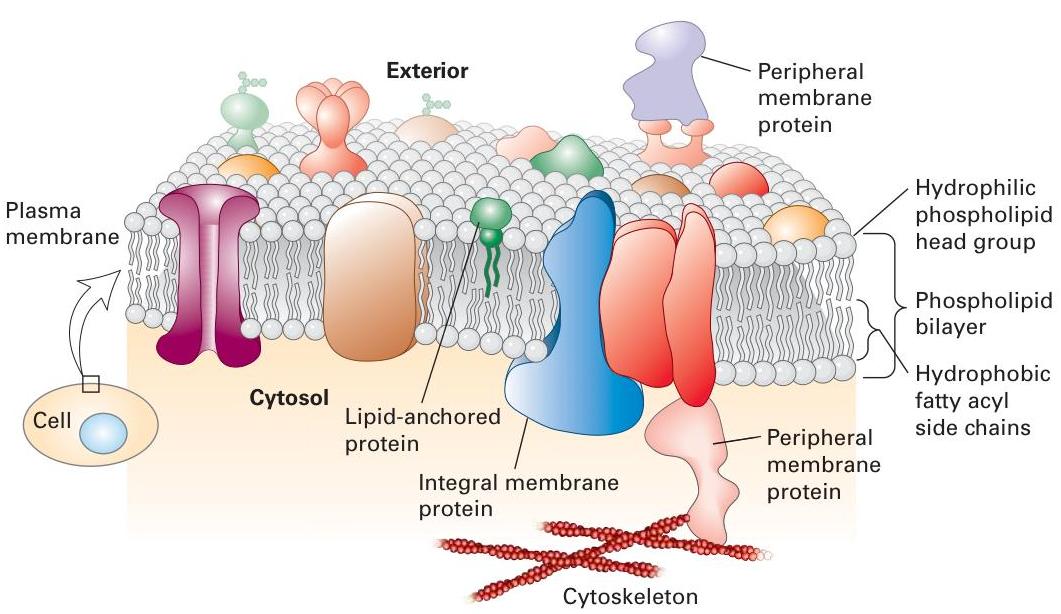 Exterior
Peripheral
membrane
protein
Plasma
membrane
Hydrophilic
phospholipid
head group
Phospholipid
bilayer
Hydrophobic
fatty acyl
side chains
Cell
Cytosol
Lipid-anchored
protein
Integral membrane
protein
Peripheral
membrane
protein
Cytoskeleton